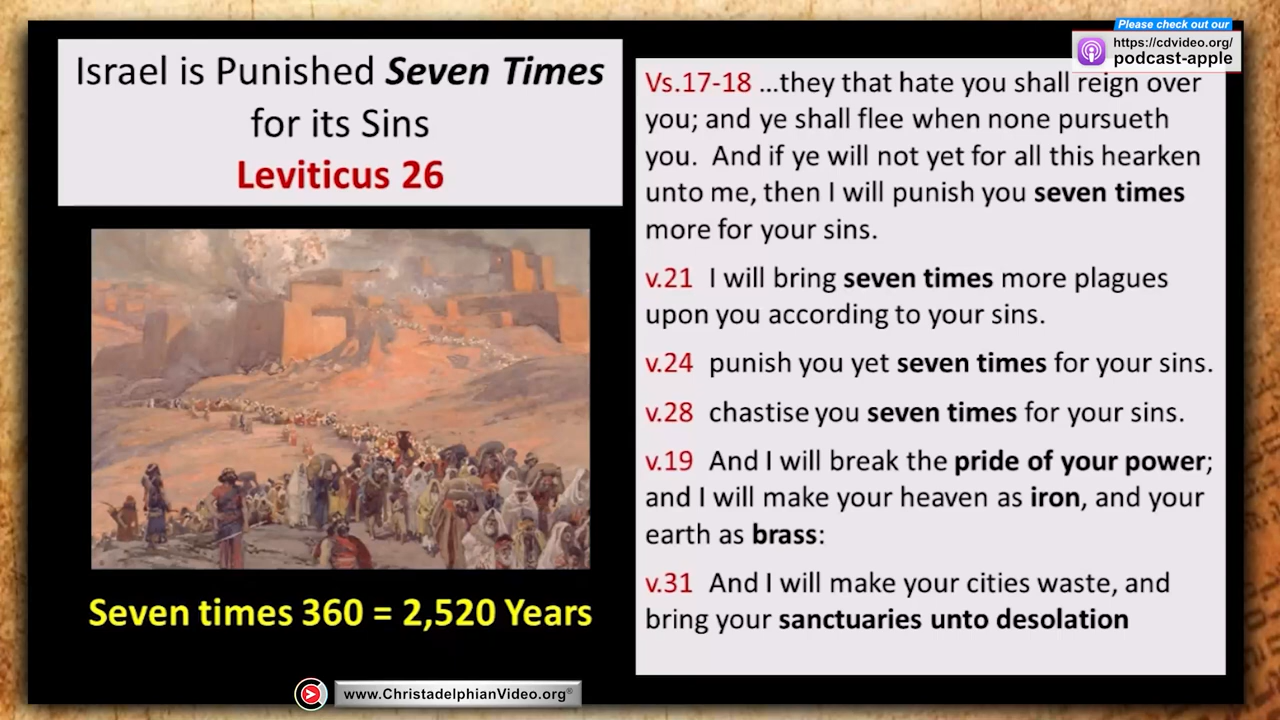 Please check out our
https://cdvideo.org/
podcast-apple
Israel is Punished Seven Times
for its Sins
Leviticus 26
Seven times 360 = 2,520 Years
Vs.17-18 ...they that hate you shall reign over
you; and ye shall flee when none pursueth
you. And if ye will not yet for all this hearken
unto me, then I will punish you seven times
more for your sins.
v.21 I will bring seven times more plagues
upon you according to your sins.
v.24 punish you yet seven times for your sins.
v.28 chastise you seven times for your sins.
v.19 And I will break the pride of your power;
and I will make your heaven as iron, and your
earth as brass:
v.31 And I will make your cities waste, and
bring your sanctuaries unto desolation
www.ChristadelphianVideo.org®